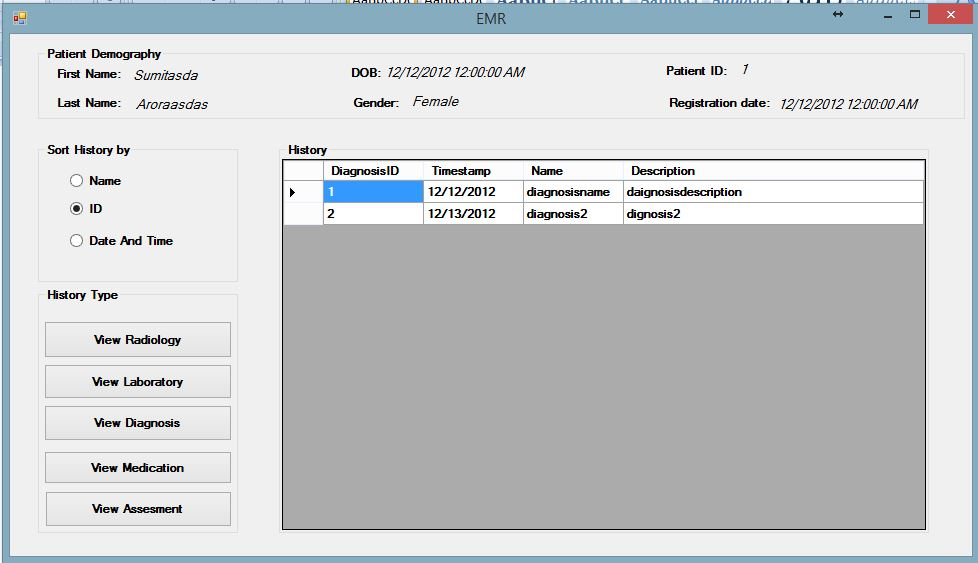 EMR
Patient Demography
First Name: Sumitasda DOB: 12/12/2012 12:00:00 AM Patient ID: 1
Last Name: Aroraasdas Gender: Female Registration date: 12/12/2012 12:00:00 AM
Sort History by
Name
ID
Date And Time
History Type
View Radiology
View Laboratory
View Diagnosis
View Medication
View Assesment
History
DiagnosisID Timestamp Name Description
1 12/12/2012 diagnosisname daignosisdescription
2 12/13/2012 diagnosis2 dignosis2